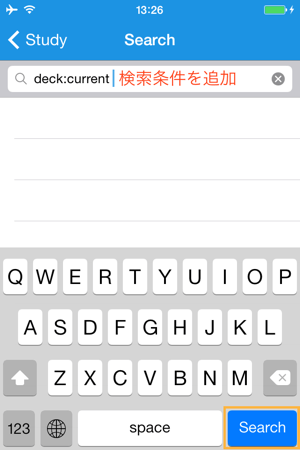 13:26
Study
Search
deck:current 検索条件を追加
Q W E R T Y U I O P
A S D F G H J K L
Z X C V B N M
123 space Search